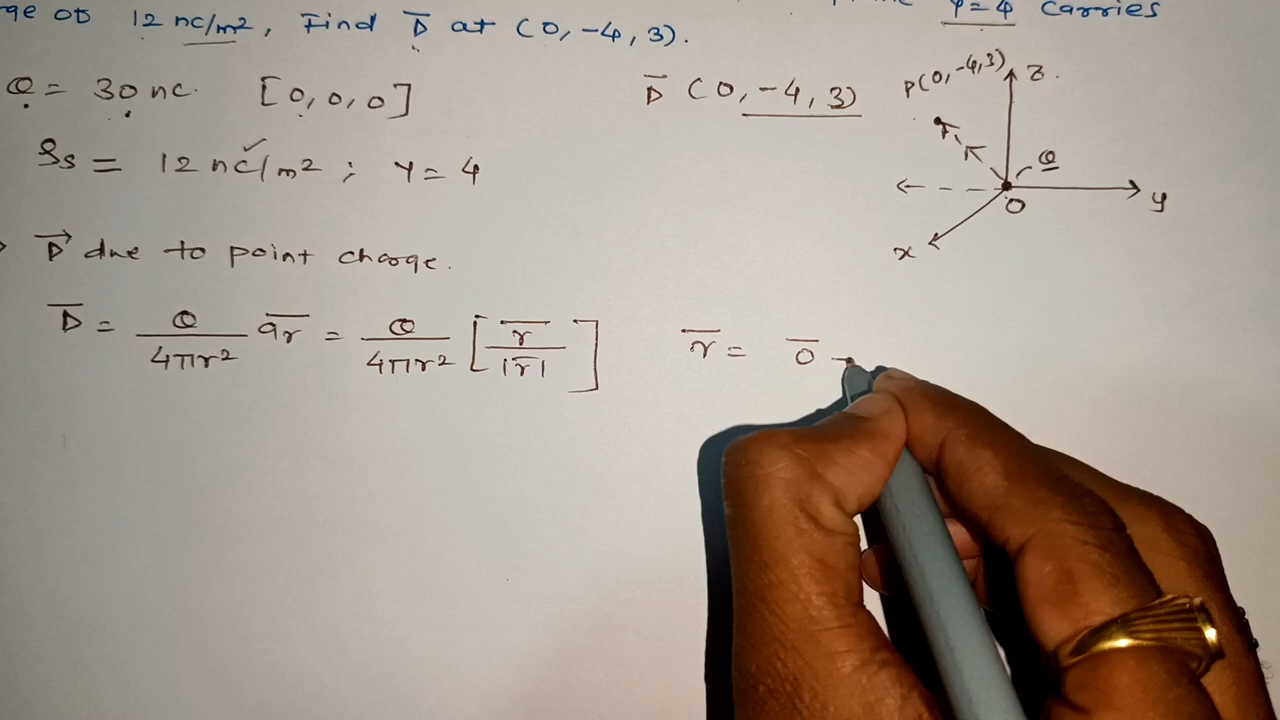 y=4 carries
ge of 12 nc/m², Find D̅ at (0,-4,3).
Q = 30 nc. [0,0,0]
D̅ (0,-4,3)
P(0,-4,3)
z
Q
O
y
x
ρs = 12 nc/m² ; y = 4
D⃗ due to point charge.
D̅ = Q/4πr² a̅r̅ = Q/4πr² [r̅/|r̅|] r̅ = 0̅ -